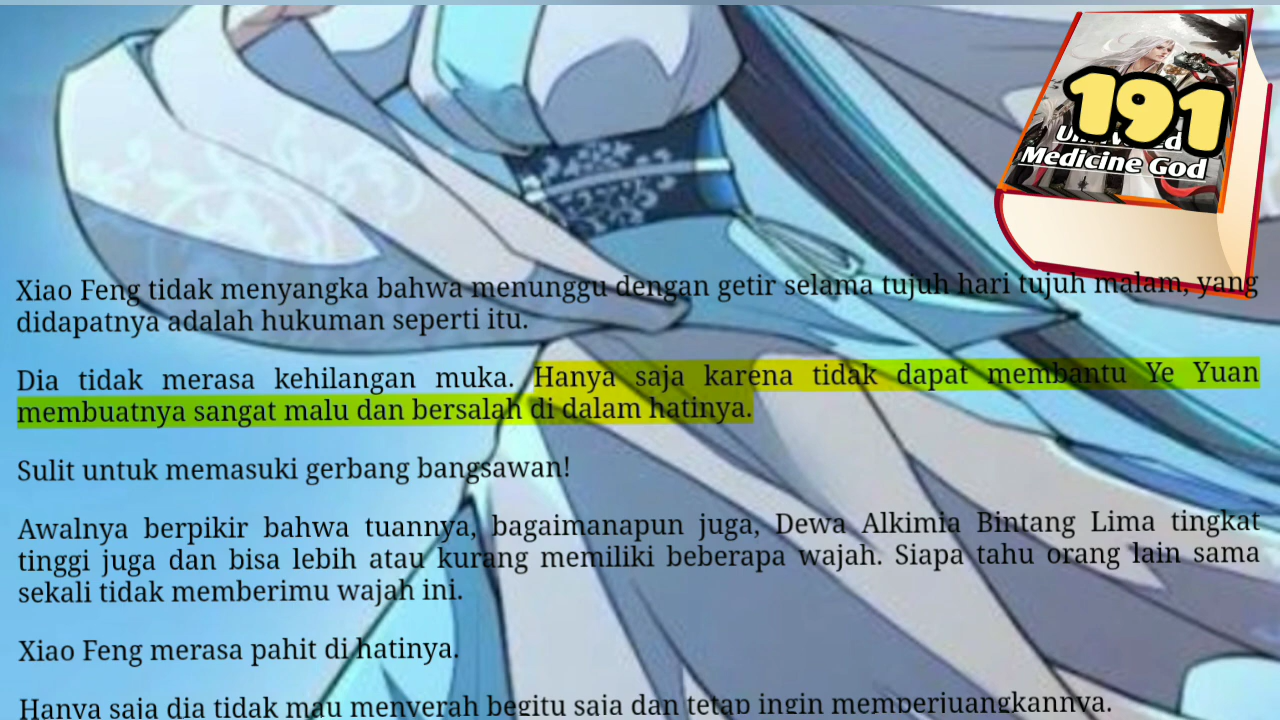 191
Medicine God
Xiao Feng tidak menyangka bahwa menunggu dengan getir selama tujuh hari tujuh malam, yang
didapatnya adalah hukuman seperti itu.
Dia tidak merasa kehilangan muka. Hanya saja karena tidak dapat membantu Ye Yuan
membuatnya sangat malu dan bersalah di dalam hatinya.
Sulit untuk memasuki gerbang bangsawan!
Awalnya berpikir bahwa tuannya, bagaimanapun juga, Dewa Alkimia Bintang Lima tingkat
tinggi juga dan bisa lebih atau kurang memiliki beberapa wajah. Siapa tahu orang lain sama
sekali tidak memberimu wajah ini.
Xiao Feng merasa pahit di hatinya.
Hanya saja dia tidak mau menyerah begitu saja dan tetap ingin memperjuangkannya.